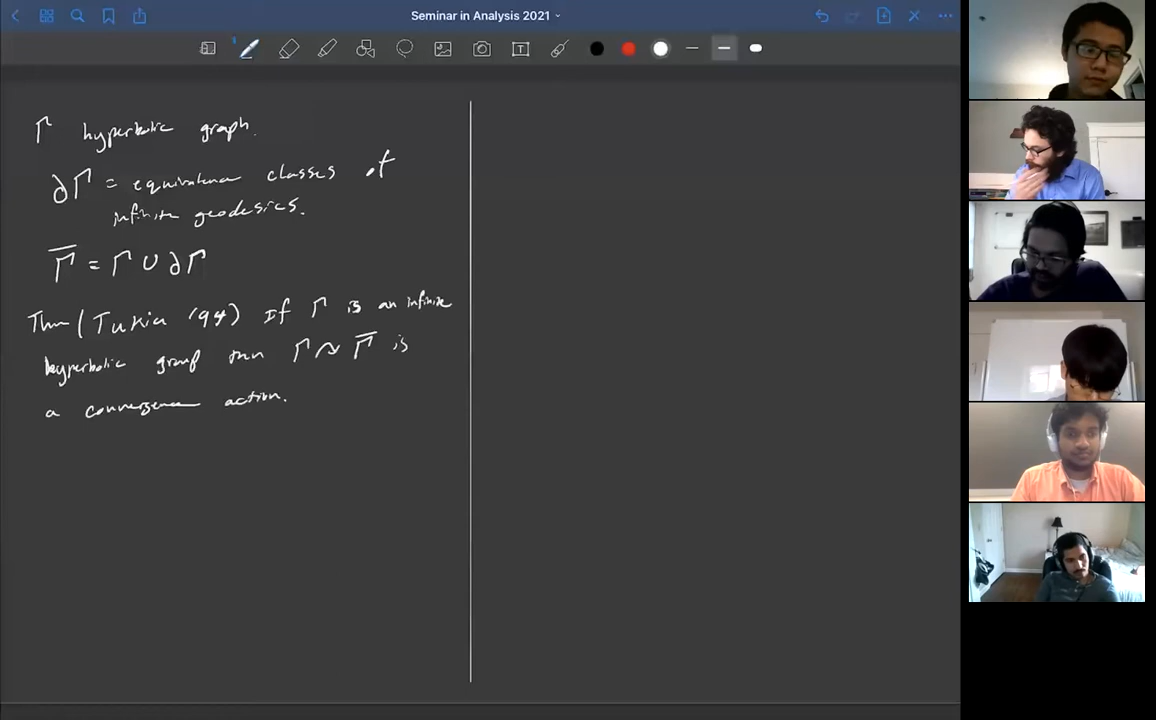 Seminar in Analysis 2021
Γ hyperbolic graph.
∂Γ = equivalence classes of
infinite geodesics.
Γ̅ = Γ ∪ ∂Γ
Thm (Tukia '94) If Γ is an infinite
hyperbolic group then Γ ↷ Γ̅ is
a convergence action.